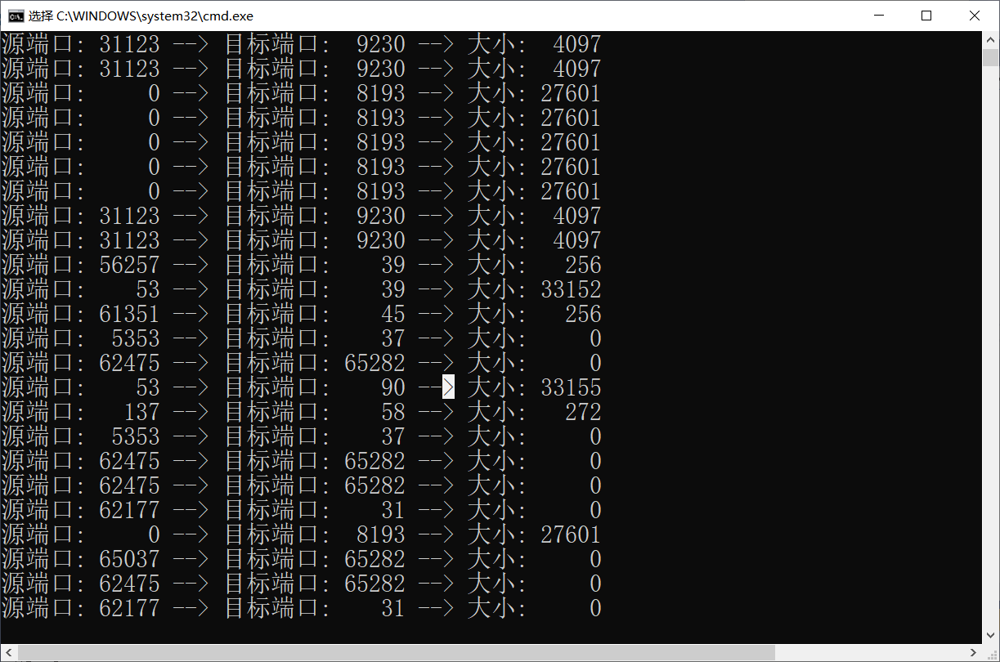 选择 C:\WINDOWS\system32\cmd.exe
源端口: 31123 --> 目标端口: 9230 --> 大小: 4097
源端口: 31123 --> 目标端口: 9230 --> 大小: 4097
源端口: 0 --> 目标端口: 8193 --> 大小: 27601
源端口: 0 --> 目标端口: 8193 --> 大小: 27601
源端口: 0 --> 目标端口: 8193 --> 大小: 27601
源端口: 0 --> 目标端口: 8193 --> 大小: 27601
源端口: 0 --> 目标端口: 8193 --> 大小: 27601
源端口: 31123 --> 目标端口: 9230 --> 大小: 4097
源端口: 31123 --> 目标端口: 9230 --> 大小: 4097
源端口: 56257 --> 目标端口: 39 --> 大小: 256
源端口: 53 --> 目标端口: 39 --> 大小: 33152
源端口: 61351 --> 目标端口: 45 --> 大小: 256
源端口: 5353 --> 目标端口: 37 --> 大小: 0
源端口: 62475 --> 目标端口: 65282 --> 大小: 0
源端口: 53 --> 目标端口: 90 --> 大小: 33155
源端口: 137 --> 目标端口: 58 --> 大小: 272
源端口: 5353 --> 目标端口: 37 --> 大小: 0
源端口: 62475 --> 目标端口: 65282 --> 大小: 0
源端口: 62475 --> 目标端口: 65282 --> 大小: 0
源端口: 62177 --> 目标端口: 31 --> 大小: 0
源端口: 0 --> 目标端口: 8193 --> 大小: 27601
源端口: 65037 --> 目标端口: 65282 --> 大小: 0
源端口: 62475 --> 目标端口: 65282 --> 大小: 0
源端口: 62177 --> 目标端口: 31 --> 大小: 0